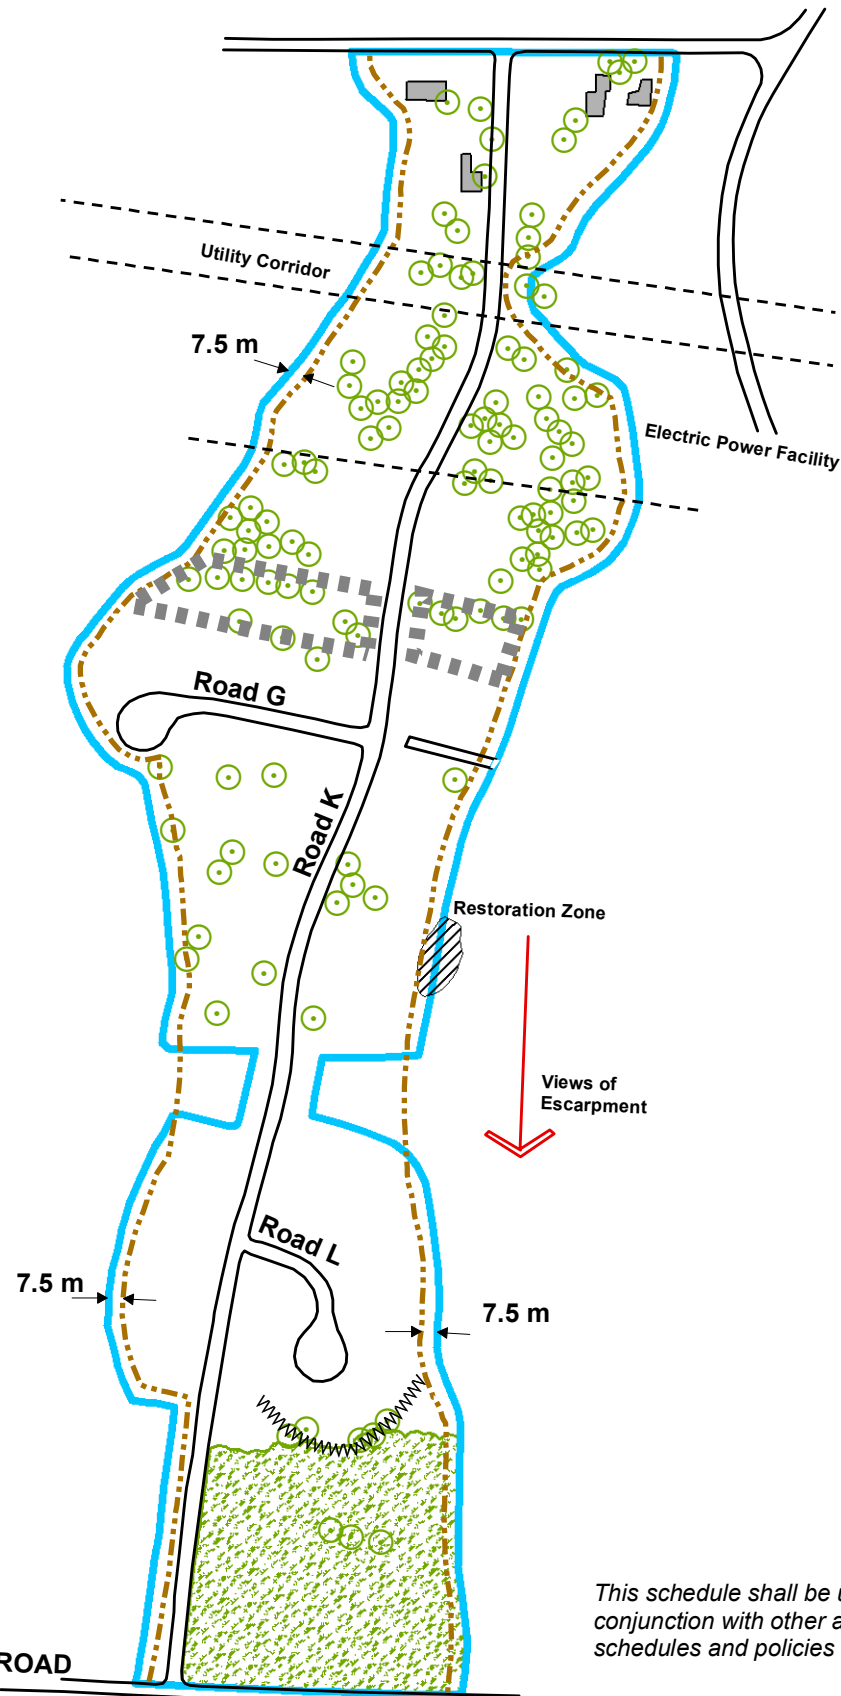 Utility Corridor
7.5 m
Electric Power Facility
Road G
Road K
Restoration Zone
Views of
Escarpment
Road L
7.5 m
7.5 m
This schedule shall be
conjunction with other
schedules and policies
ROAD